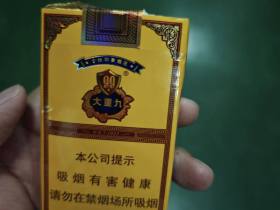 大重九
本公司提示
吸烟有害健康
请勿在禁烟场所吸烟